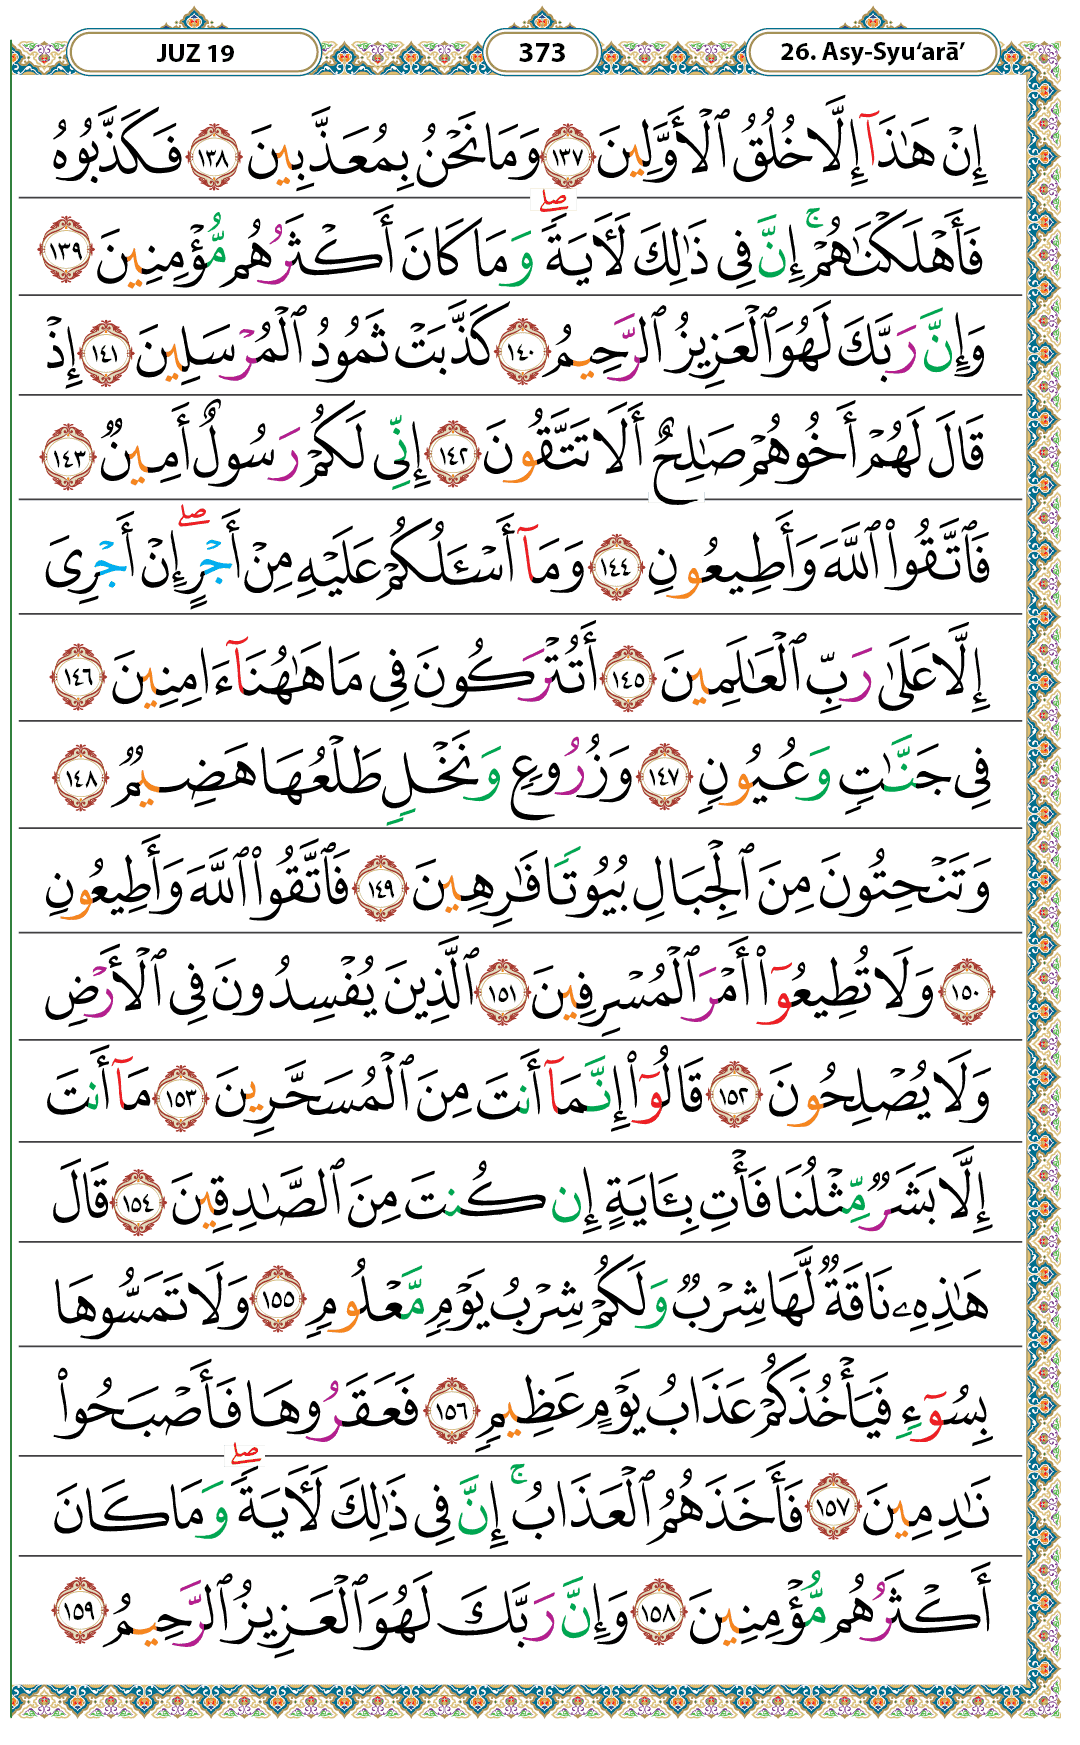 JUZ 19 373 26. Asy-Syu‘arā’
إِنْ هَٰذَآ إِلَّا خُلُقُ ٱلْأَوَّلِينَ ١٣٧ وَمَا نَحْنُ بِمُعَذَّبِينَ ١٣٨ فَكَذَّبُوهُ
فَأَهْلَكْنَٰهُمْ ۚ إِنَّ فِى ذَٰلِكَ لَـَٔايَةً ۖ وَمَا كَانَ أَكْثَرُهُم مُّؤْمِنِينَ ١٣٩
وَإِنَّ رَبَّكَ لَهُوَ ٱلْعَزِيزُ ٱلرَّحِيمُ ١٤٠ كَذَّبَتْ ثَمُودُ ٱلْمُرْسَلِينَ ١٤١ إِذْ
قَالَ لَهُمْ أَخُوهُمْ صَٰلِحٌ أَلَا تَتَّقُونَ ١٤٢ إِنِّى لَكُمْ رَسُولٌ أَمِينٌ ١٤٣
فَٱتَّقُوا۟ ٱللَّهَ وَأَطِيعُونِ ١٤٤ وَمَآ أَسْـَٔلُكُمْ عَلَيْهِ مِنْ أَجْرٍ ۖ إِنْ أَجْرِىَ
إِلَّا عَلَىٰ رَبِّ ٱلْعَٰلَمِينَ ١٤٥ أَتُتْرَكُونَ فِى مَا هَٰهُنَآ ءَامِنِينَ ١٤٦
فِى جَنَّٰتٍ وَعُيُونٍ ١٤٧ وَزُرُوعٍ وَنَخْلٍ طَلْعُهَا هَضِيمٌ ١٤٨
وَتَنْحِتُونَ مِنَ ٱلْجِبَالِ بُيُوتًا فَٰرِهِينَ ١٤٩ فَٱتَّقُوا۟ ٱللَّهَ وَأَطِيعُونِ
١٥٠ وَلَا تُطِيعُوٓا۟ أَمْرَ ٱلْمُسْرِفِينَ ١٥١ ٱلَّذِينَ يُفْسِدُونَ فِى ٱلْأَرْضِ
وَلَا يُصْلِحُونَ ١٥٢ قَالُوٓا۟ إِنَّمَآ أَنتَ مِنَ ٱلْمُسَحَّرِينَ ١٥٣ مَآ أَنتَ
إِلَّا بَشَرٌ مِّثْلُنَا فَأْتِ بِـَٔايَةٍ إِن كُنتَ مِنَ ٱلصَّٰدِقِينَ ١٥٤ قَالَ
هَٰذِهِۦ نَاقَةٌ لَّهَا شِرْبٌ وَلَكُمْ شِرْبُ يَوْمٍ مَّعْلُومٍ ١٥٥ وَلَا تَمَسُّوهَا
بِسُوٓءٍ فَيَأْخُذَكُمْ عَذَابُ يَوْمٍ عَظِيمٍ ١٥٦ فَعَقَرُوهَا فَأَصْبَحُوا۟
نَٰدِمِينَ ١٥٧ فَأَخَذَهُمُ ٱلْعَذَابُ ۚ إِنَّ فِى ذَٰلِكَ لَـَٔايَةً ۖ وَمَا كَانَ
أَكْثَرُهُم مُّؤْمِنِينَ ١٥٨ وَإِنَّ رَبَّكَ لَهُوَ ٱلْعَزِيزُ ٱلرَّحِيمُ ١٥٩